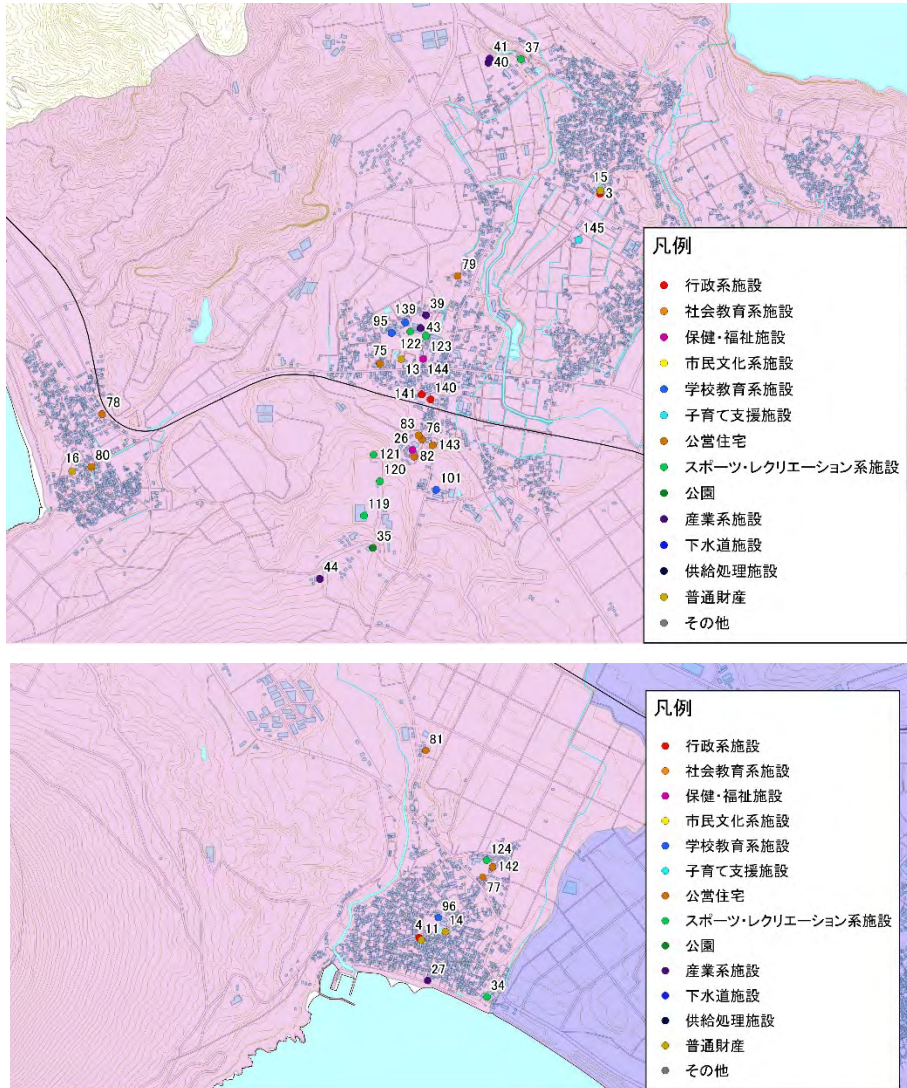 41
37
40
15
3
145
凡例
行政系施設
社会教育系施設
保健・福祉施設
市民文化系施設
学校教育系施設
子育て支援施設
公営住宅
スポーツ・レクリエーション系施設
公園
産業系施設
下水道施設
供給処理施設
普通財産
その他
79
139
39
95
43
122
123
75
13
144
141
140
78
83
76
26
143
16
80
121
82
120
101
119
35
44
凡例
行政系施設
社会教育系施設
保健・福祉施設
市民文化系施設
学校教育系施設
子育て支援施設
公営住宅
スポーツ・レクリエーション系施設
公園
産業系施設
下水道施設
供給処理施設
普通財産
その他
81
124
142
77
96
4
11
14
27
34